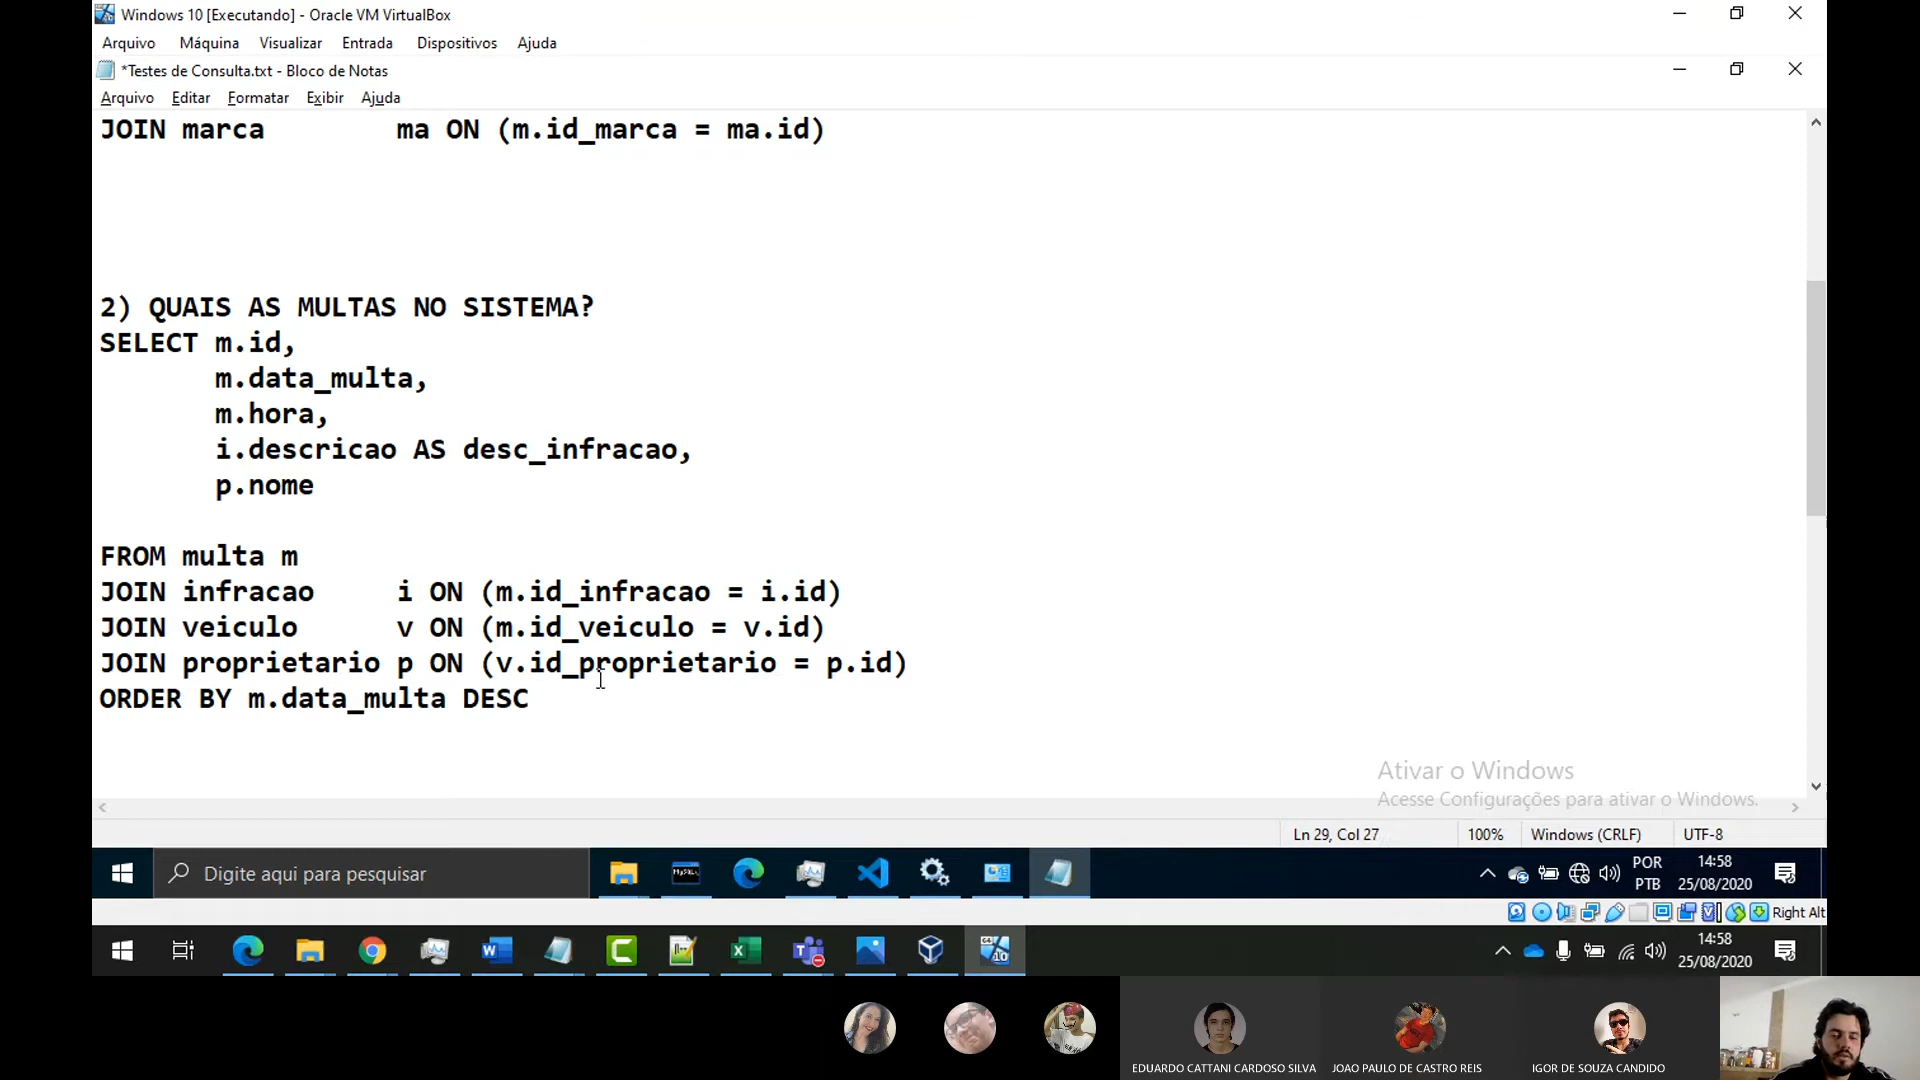 Windows 10 [Executando] - Oracle VM VirtualBox
Arquivo Máquina Visualizar Entrada Dispositivos Ajuda
*Testes de Consulta.txt - Bloco de Notas
Arquivo Editar Formatar Exibir Ajuda
JOIN marca ma ON (m.id_marca = ma.id)
2) QUAIS AS MULTAS NO SISTEMA?
SELECT m.id,
m.data_multa,
m.hora,
i.descricao AS desc_infracao,
p.nome
FROM multa m
JOIN infracao i ON (m.id_infracao = i.id)
JOIN veiculo v ON (m.id_veiculo = v.id)
JOIN proprietario p ON (v.id_proprietario = p.id)
ORDER BY m.data_multa DESC
Ativar o Windows
Acesse Configurações para ativar o Windows.
Ln 29, Col 27 100% Windows (CRLF) UTF-8
Digite aqui para pesquisar
POR
PTB
14:58
25/08/2020
Right Alt
14:58
25/08/2020
EDUARDO CATTANI CARDOSO SILVA JOAO PAULO DE CASTRO REIS IGOR DE SOUZA CANDIDO